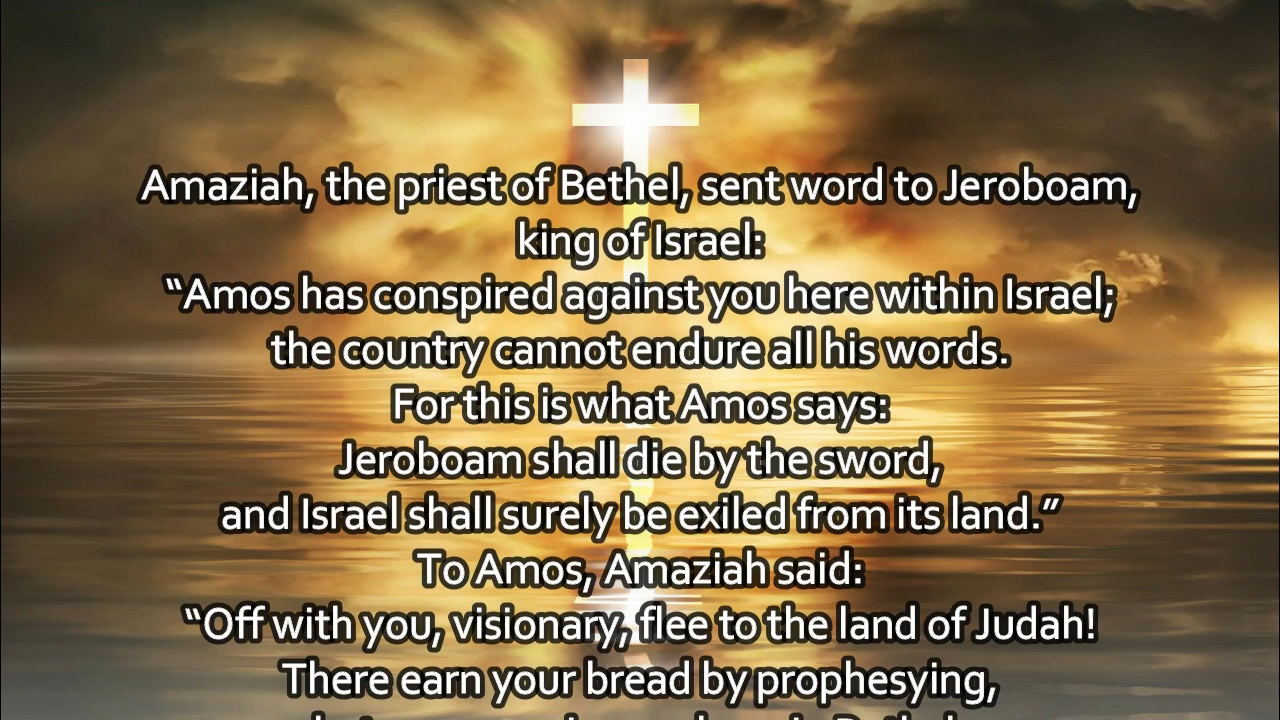 Amaziah, the priest of Bethel, sent word to Jeroboam,
king of Israel:
“Amos has conspired against you here within Israel;
the country cannot endure all his words.
For this is what Amos says:
Jeroboam shall die by the sword,
and Israel shall surely be exiled from its land.”
To Amos, Amaziah said:
“Off with you, visionary, flee to the land of Judah!
There earn your bread by prophesying,